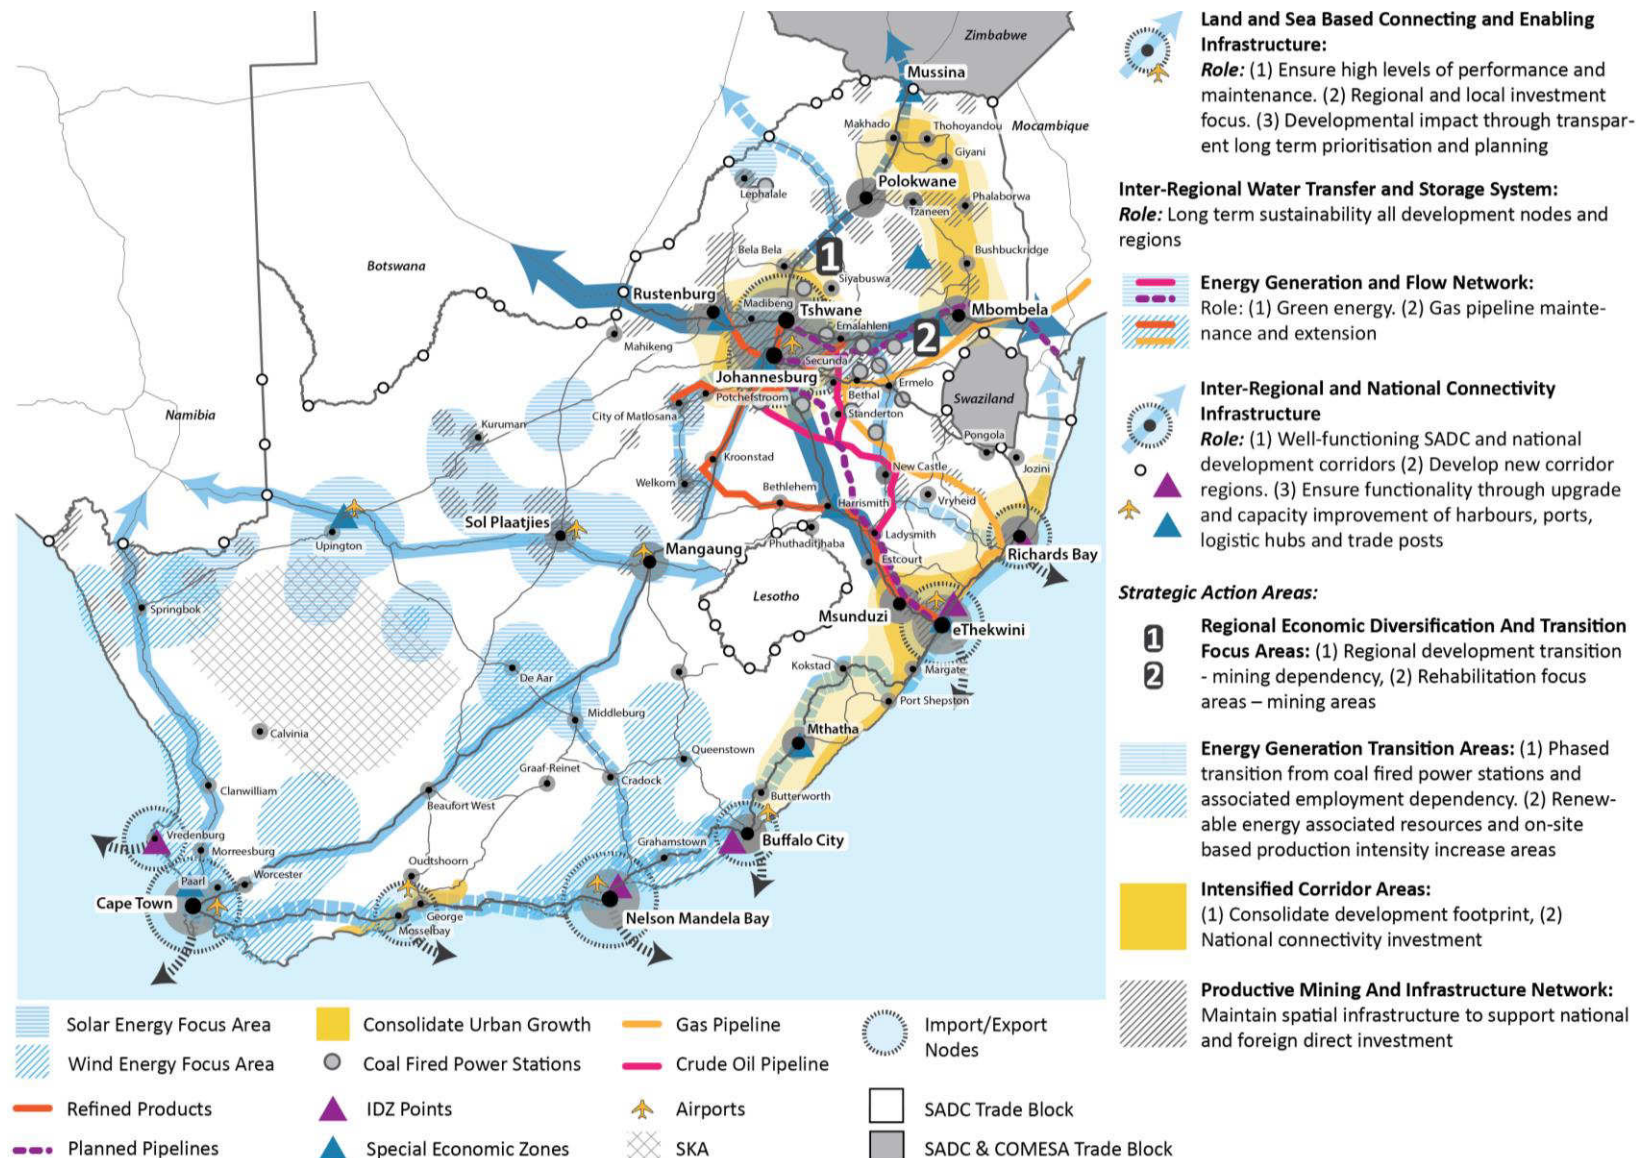 Zimbabwe
Mussina
Makhado
Thohoyandou
Mocambique
Giyani
Polokwane
Lephalale
Tzaneen
Phalaborwa
Bela Bela
1
Siyabuswa
Bushbuckridge
Botswana
Rustenburg
Madibeng
Tshwane
Mbombela
Emalahlen
2
Mahikeng
Secunda
Johannesburg
Ermelo
Potchefstroom
Bethal
Swaziland
Namibia
City of Matlosana
Standerton
Kuruman
Pongola
Kroonstad
New Castle
Jozini
Welkom
Bethlehem
Harrismith
Vryheid
Sol Plaatjies
Upington
Phuthaditjhaba
Ladysmith
Mangaung
Estcourt
Richards Bay
Lesotho
Springbok
Msunduzi
eThekwini
Kokstad
Margate
De Aar
Port Shepston
Middleburg
Calvinia
Mthatha
Queenstown
Graaf-Reinet
Cradock
Clanwilliam
Beaufort West
Butterworth
Vredenburg
Morreesburg
Grahamstown
Buffalo City
Oudtshoorn
Paarl
Worcester
Cape Town
George
Nelson Mandela Bay
Mosselbay
Land and Sea Based Connecting and Enabling
Infrastructure:
Role: (1) Ensure high levels of performance and
maintenance. (2) Regional and local investment
focus. (3) Developmental impact through transpar-
ent long term prioritisation and planning
Inter-Regional Water Transfer and Storage System:
Role: Long term sustainability all development nodes and
regions
Energy Generation and Flow Network:
Role: (1) Green energy. (2) Gas pipeline mainte-
nance and extension
Inter-Regional and National Connectivity
Infrastructure
Role: (1) Well-functioning SADC and national
development corridors (2) Develop new corridor
regions. (3) Ensure functionality through upgrade
and capacity improvement of harbours, ports,
logistic hubs and trade posts
Strategic Action Areas:
1
2
Regional Economic Diversification And Transition
Focus Areas: (1) Regional development transition
- mining dependency, (2) Rehabilitation focus
areas – mining areas
Energy Generation Transition Areas: (1) Phased
transition from coal fired power stations and
associated employment dependency. (2) Renew-
able energy associated resources and on-site
based production intensity increase areas
Intensified Corridor Areas:
(1) Consolidate development footprint, (2)
National connectivity investment
Productive Mining And Infrastructure Network:
Maintain spatial infrastructure to support national
and foreign direct investment
Solar Energy Focus Area
Consolidate Urban Growth
Gas Pipeline
Import/Export
Nodes
Wind Energy Focus Area
Coal Fired Power Stations
Crude Oil Pipeline
Refined Products
IDZ Points
Airports
SADC Trade Block
Planned Pipelines
Special Economic Zones
SKA
SADC & COMESA Trade Block